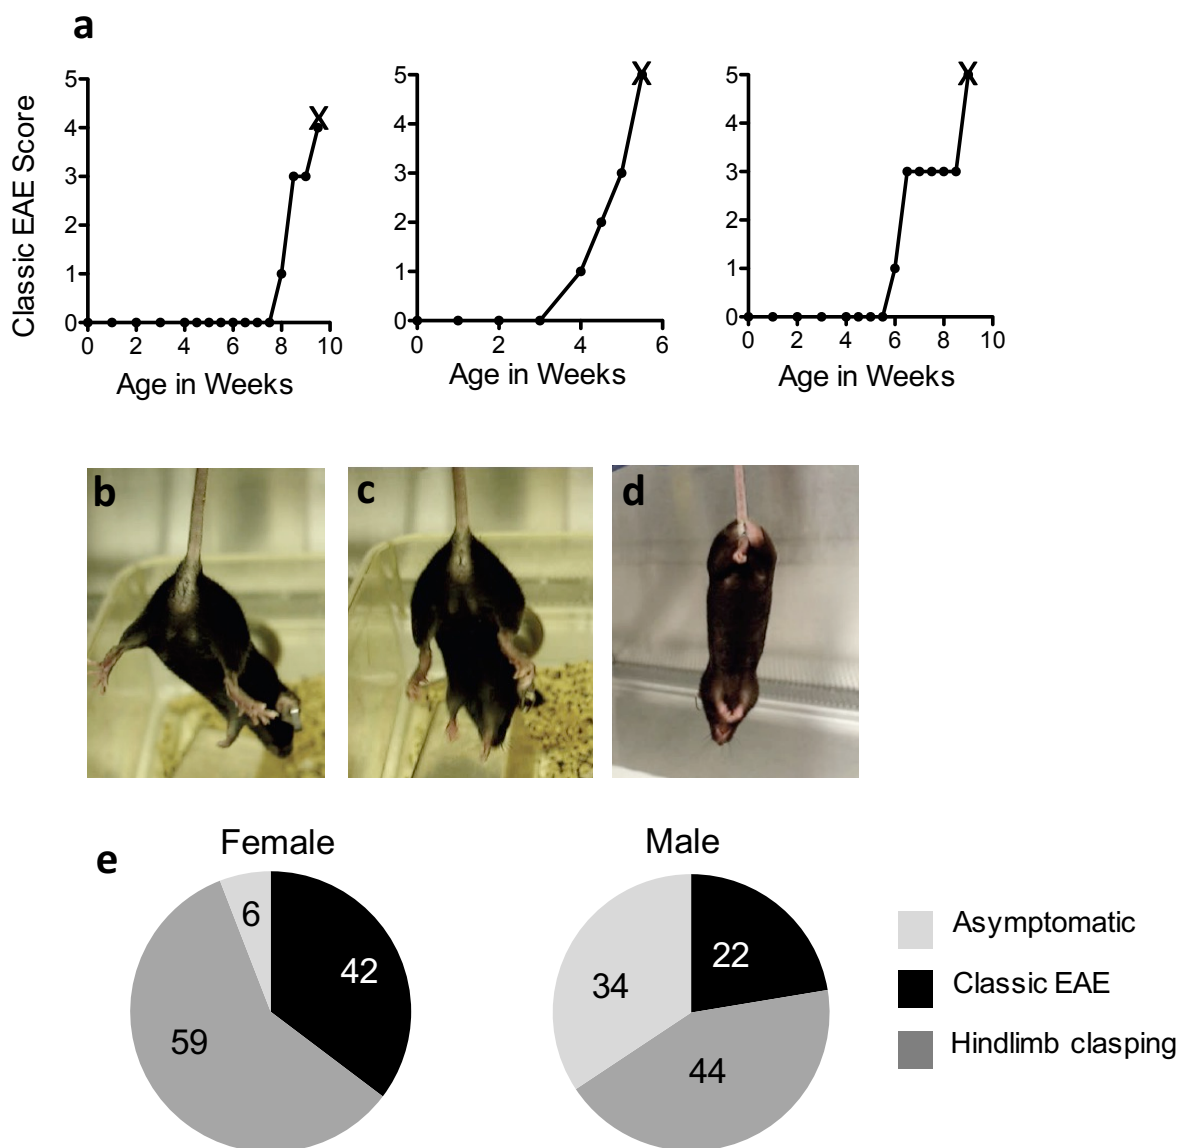 a
Classic EAE Score
5
4
3
2
1
0
0 2 4 6 8 10
Age in Weeks
X
5
4
3
2
1
0
0 2 4 6
Age in Weeks
X
5
4
3
2
1
0
0 2 4 6 8 10
Age in Weeks
X
b
c
d
e
Female
6
42
59
Male
34
22
44
Asymptomatic
Classic EAE
Hindlimb clasping